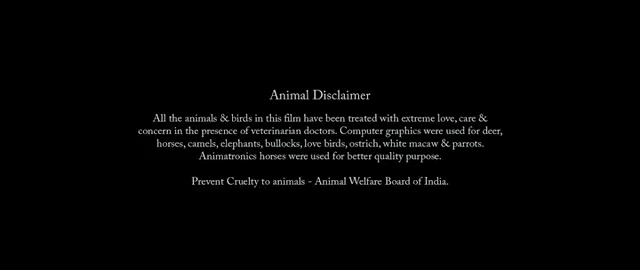 Animal Disclaimer
All the animals & birds in this film have been treated with extreme love, care &
concern in the presence of veterinarian doctors. Computer graphics were used for deer,
horses, camels, elephants, bullocks, love birds, ostrich, white macaw & parrots.
Animatronics horses were used for better quality purpose.
Prevent Cruelty to animals - Animal Welfare Board of India.